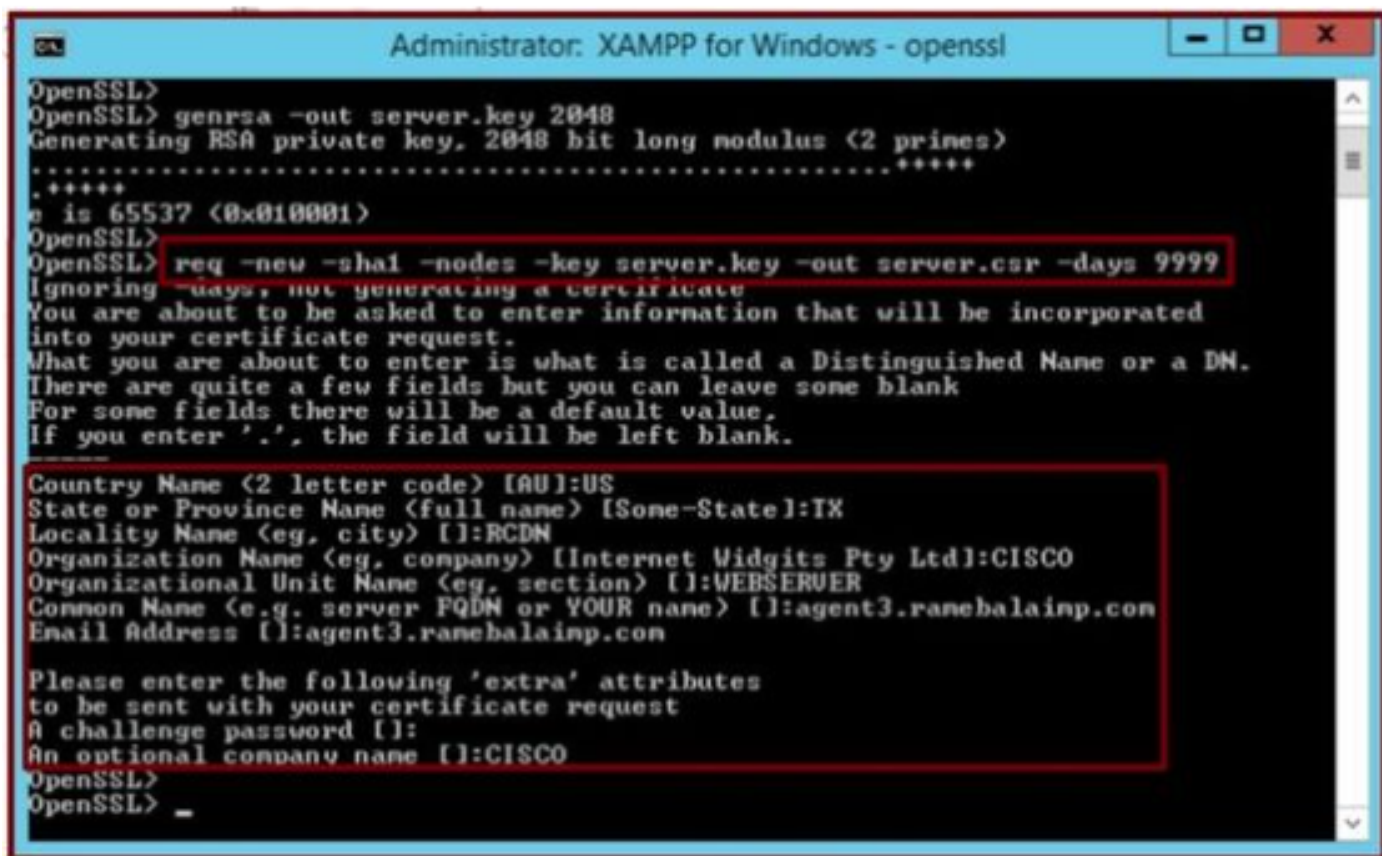 Administrator: XAMPP for Windows - openssl
OpenSSL>
OpenSSL> genrsa -out server.key 2048
Generating RSA private key, 2048 bit long modulus (2 primes)
......................................................+++++
.+++++
e is 65537 (0x010001)
OpenSSL>
OpenSSL> req -new -sha1 -nodes -key server.key -out server.csr -days 9999
Ignoring -days; not generating a certificate
You are about to be asked to enter information that will be incorporated
into your certificate request.
What you are about to enter is what is called a Distinguished Name or a DN.
There are quite a few fields but you can leave some blank
For some fields there will be a default value,
If you enter '.', the field will be left blank.
-----
Country Name (2 letter code) [AU]:US
State or Province Name (full name) [Some-State]:TX
Locality Name (eg, city) []:RCDN
Organization Name (eg, company) [Internet Widgits Pty Ltd]:CISCO
Organizational Unit Name (eg, section) []:WEBSERVER
Common Name (e.g. server FQDN or YOUR name) []:agent3.ramebalaimp.com
Email Address []:agent3.ramebalaimp.com
Please enter the following 'extra' attributes
to be sent with your certificate request
A challenge password []:
An optional company name []:CISCO
OpenSSL>
OpenSSL> _